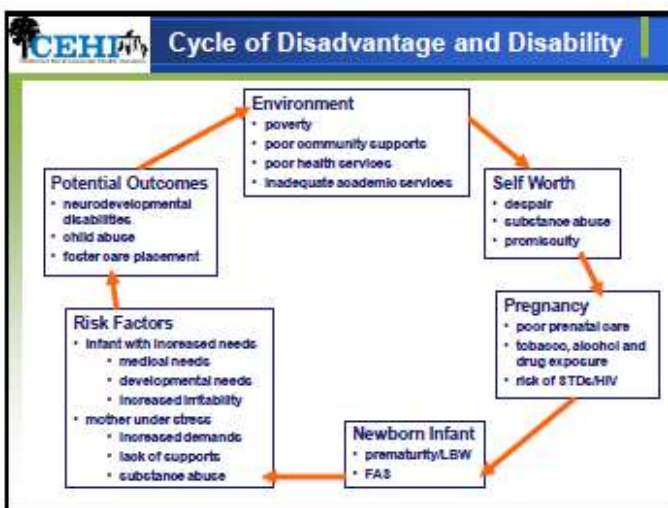 CEHI
Cycle of Disadvantage and Disability
Environment
• poverty
• poor community supports
• poor health services
• inadequate academic services
Self Worth
• despair
• substance abuse
• promiscuity
Pregnancy
• poor prenatal care
• tobacco, alcohol and
drug exposure
• risk of STDs/HIV
Newborn Infant
• prematurity/LBW
• FAS
Risk Factors
• infant with increased needs
• medical needs
• developmental needs
• increased irritability
• mother under stress
• increased demands
• lack of supports
• substance abuse
Potential Outcomes
• neurodevelopmental
disabilities
• child abuse
• foster care placement